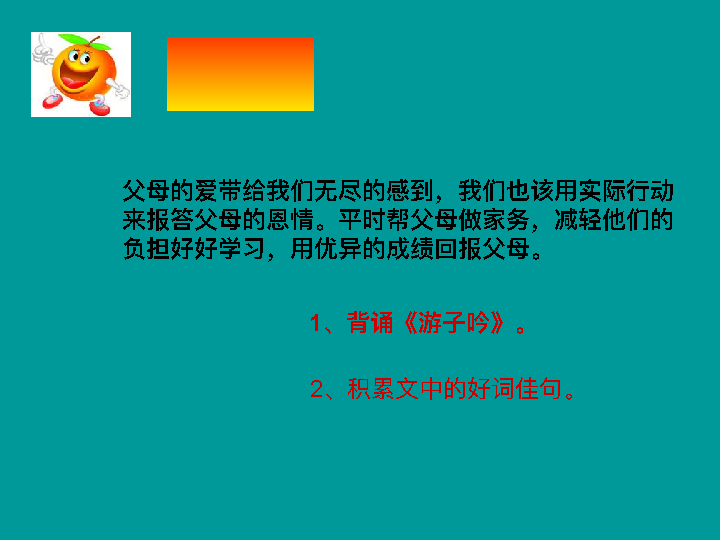 父母的爱带给我们无尽的感到，我们也该用实际行动
来报答父母的恩情。平时帮父母做家务，减轻他们的
负担好好学习，用优异的成绩回报父母。
1、背诵《游子吟》。
2、积累文中的好词佳句。